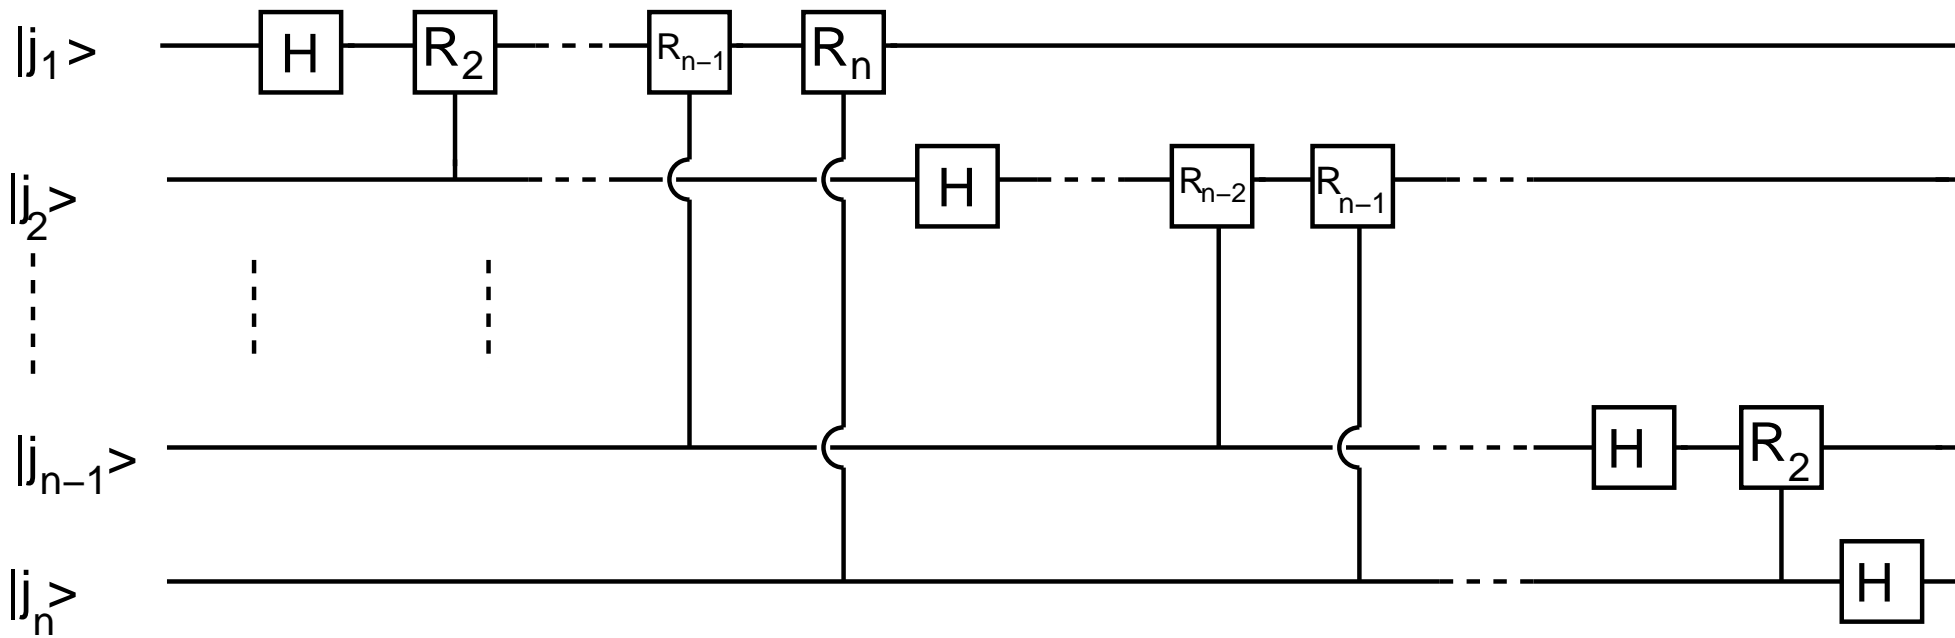 |j1> H R2 Rn−1 Rn
|j2> H Rn−2 Rn−1
|jn−1> H R2
|jn> H